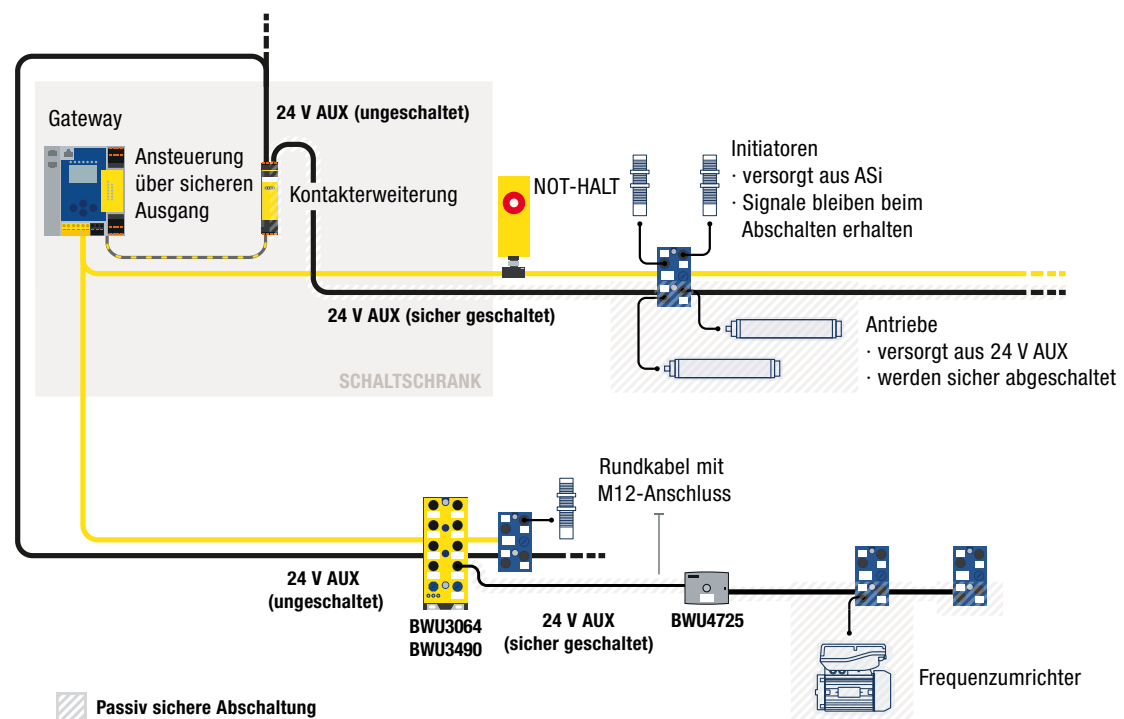 24 V AUX (ungeschaltet)
Gateway
Ansteuerung
über sicheren
Ausgang
Kontakterweiterung
NOT-HALT
Initiatoren
· versorgt aus ASi
· Signale bleiben beim
Abschalten erhalten
24 V AUX (sicher geschaltet)
Antriebe
· versorgt aus 24 V AUX
· werden sicher abgeschaltet
SCHALTSCHRANK
Rundkabel mit
M12-Anschluss
24 V AUX
(ungeschaltet)
BWU3064
BWU3490
24 V AUX
(sicher geschaltet)
BWU4725
Frequenzumrichter
Passiv sichere Abschaltung